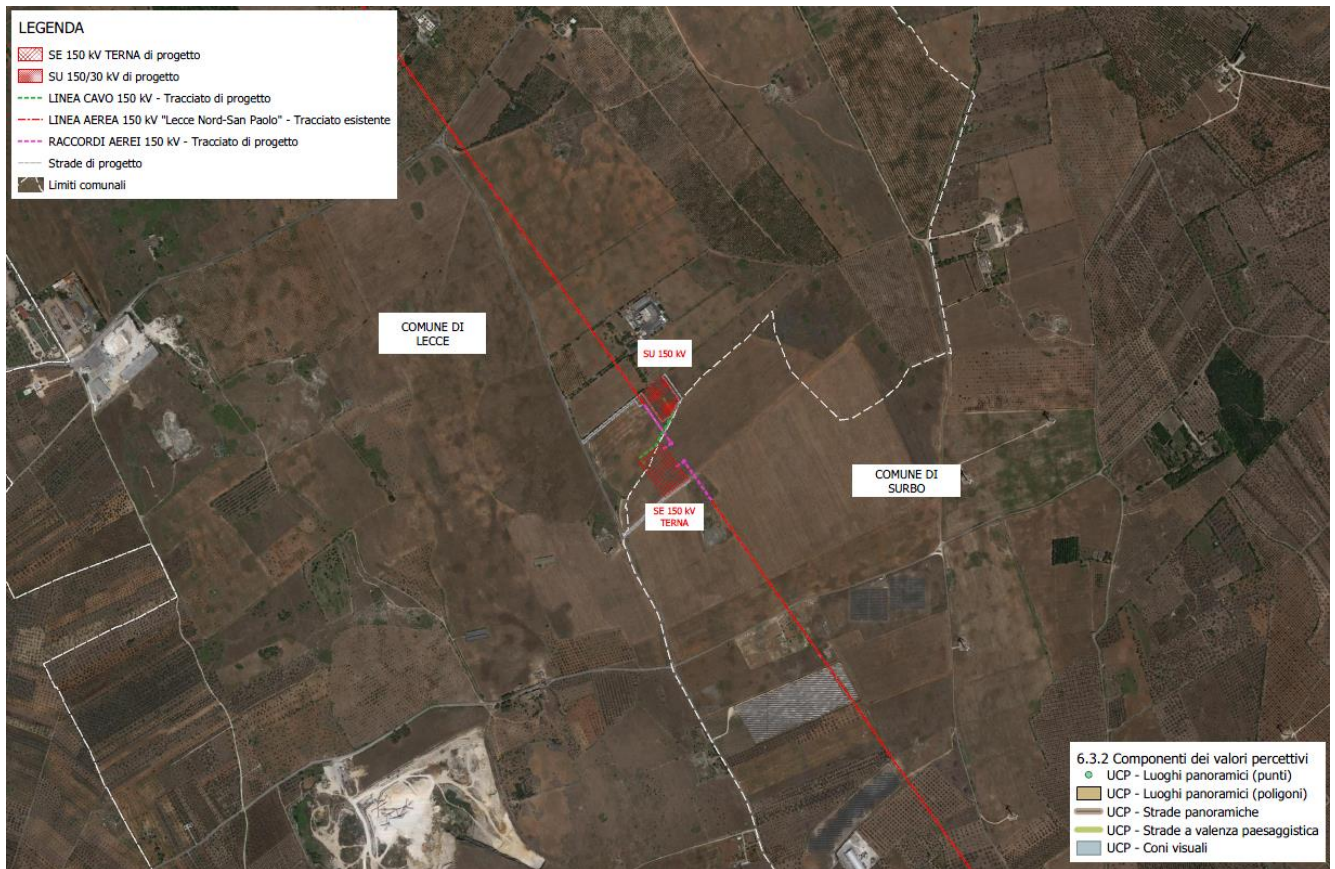 LEGENDA
SE 150 kV TERNA di progetto
SU 150/30 kV di progetto
LINEA CAVO 150 kV - Tracciato di progetto
LINEA AEREA 150 kV "Lecce Nord-San Paolo" - Tracciato esistente
RACCORDI AEREI 150 kV - Tracciato di progetto
Strade di progetto
Limiti comunali
COMUNE DI
LECCE
SU 150 kV
COMUNE DI
SURBO
SE 150 kV
TERNA
6.3.2 Componenti dei valori percettivi
UCP - Luoghi panoramici (punti)
UCP - Luoghi panoramici (poligoni)
UCP - Strade panoramiche
UCP - Strade a valenza paesaggistica
UCP - Coni visuali